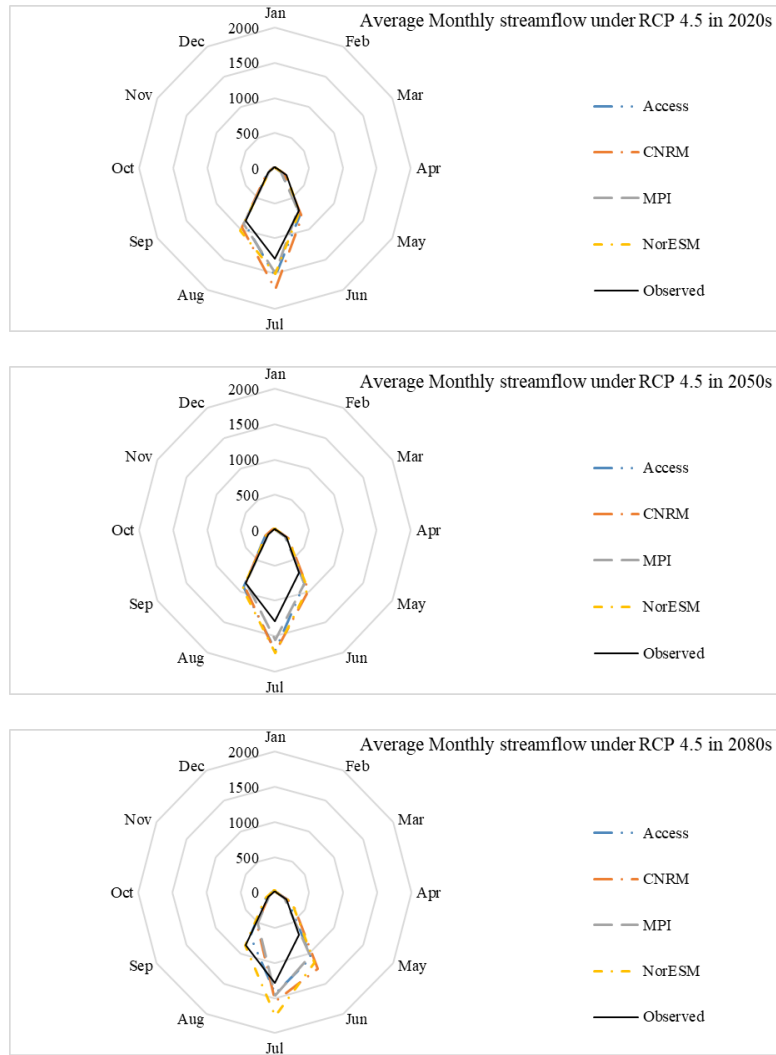 Average Monthly streamflow under RCP 4.5 in 2020s
Jan
Feb
Mar
Apr
May
Jun
Jul
Aug
Sep
Oct
Nov
Dec
2000
1500
1000
500
0
Access
CNRM
MPI
NorESM
Observed
Average Monthly streamflow under RCP 4.5 in 2050s
Jan
Feb
Mar
Apr
May
Jun
Jul
Aug
Sep
Oct
Nov
Dec
2000
1500
1000
500
0
Access
CNRM
MPI
NorESM
Observed
Average Monthly streamflow under RCP 4.5 in 2080s
Jan
Feb
Mar
Apr
May
Jun
Jul
Aug
Sep
Oct
Nov
Dec
2000
1500
1000
500
0
Access
CNRM
MPI
NorESM
Observed